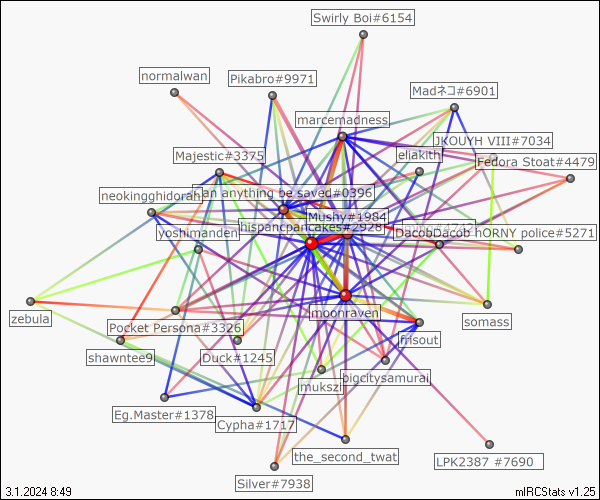 Swirly Boi#6154
normalwan
Pikabro#9971
Madネコ#6901
marcemadness
JKOUYH VIII#7034
Majestic#3375
eliakith
Fedora Stoat#4479
neokingghidorah
an anything be saved#0396
Mushy#1984
yoshimanden
hispancpancakes#2928
DacobDacob
hORNY police#5271
zebula
moonraven
somass
Pocket Persona#3326
frisout
shawntee9
Duck#1245
bigcitysamurai
mukszi
Eg.Master#1378
Cypha#1717
the_second_twat
LPK2387 #7690
Silver#7938
3.1.2024 8:49
mIRCStats v1.25